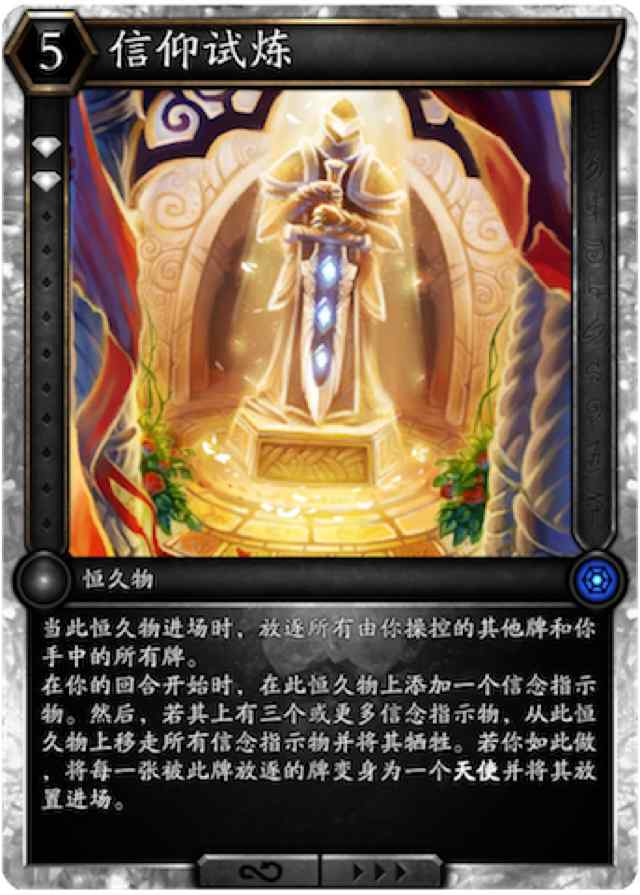 5 信仰试炼
恒久物
当此恒久物进场时，放逐所有由你操控的其他牌和你
手中的所有牌。
在你的回合开始时，在此恒久物上添加一个信念指示
物。然后，若其上有三个或更多信念指示物，从此恒
久物上移走所有信念指示物并将其牺牲。若你如此做
，将每一张被此牌放逐的牌变身为一个天使并将其放
置进场。